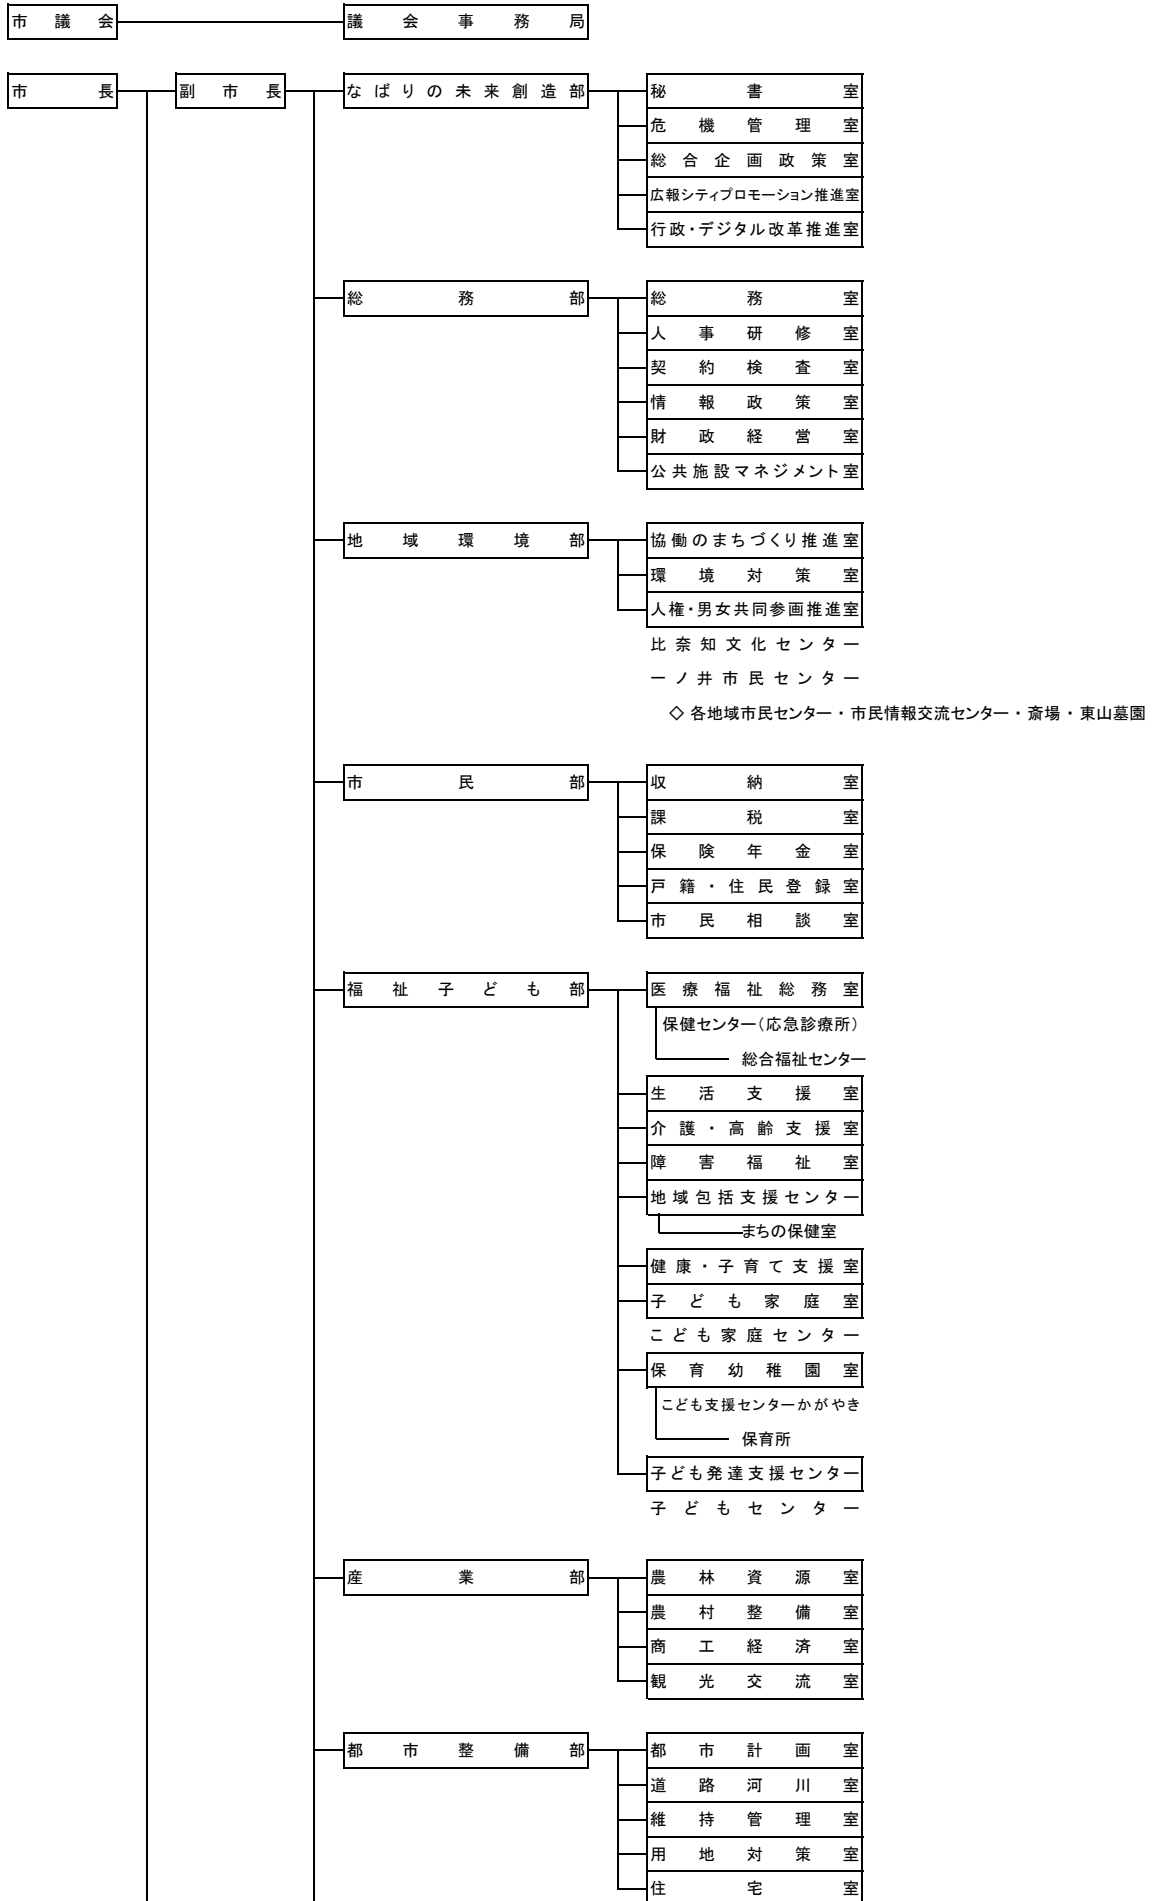 市議会 議会事務局
市長 副市長 なばりの未来創造部 秘書室
危機管理室
総合企画政策室
広報シティプロモーション推進室
行政・デジタル改革推進室
総務部 総務室
人事研修室
契約検査室
情報政策室
財政経営室
公共施設マネジメント室
地域環境部 協働のまちづくり推進室
環境対策室
人権・男女共同参画推進室
比奈知文化センター
一ノ井市民センター
◇ 各地域市民センター・市民情報交流センター・斎場・東山墓園
市民部 収納室
課税室
保険年金室
戸籍・住民登録室
市民相談室
福祉子ども部 医療福祉総務室
保健センター(応急診療所)
総合福祉センター
生活支援室
介護・高齢支援室
障害福祉室
地域包括支援センター
まちの保健室
健康・子育て支援室
子ども家庭室
こども家庭センター
保育幼稚園室
こども支援センターかがやき
保育所
子ども発達支援センター
子どもセンター
産業部 農林資源室
農村整備室
商工経済室
観光交流室
都市整備部 都市計画室
道路河川室
維持管理室
用地対策室
住宅室